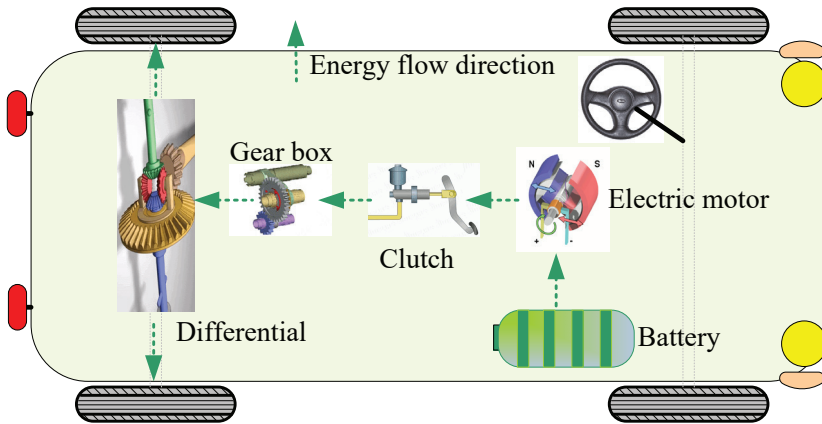 Energy flow direction
Gear box
N S
Electric motor
Clutch
+ -
Differential
Battery